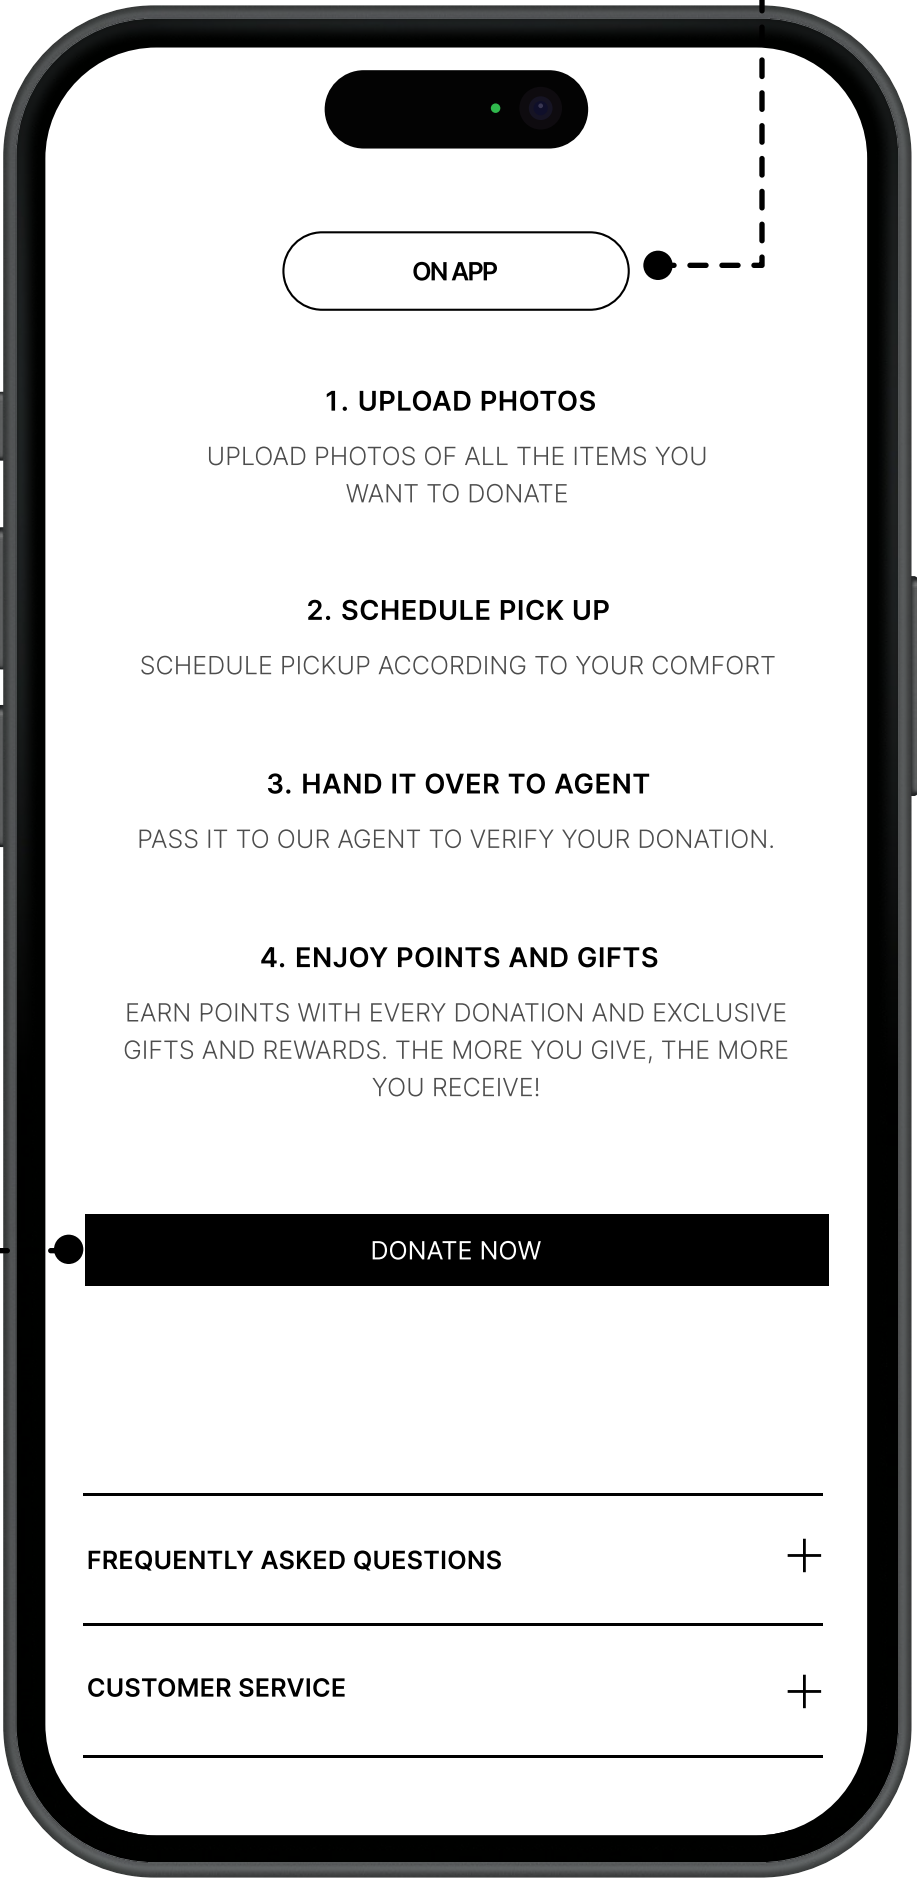 ON APP
1. UPLOAD PHOTOS
UPLOAD PHOTOS OF ALL THE ITEMS YOU
WANT TO DONATE
2. SCHEDULE PICK UP
SCHEDULE PICKUP ACCORDING TO YOUR COMFORT
3. HAND IT OVER TO AGENT
PASS IT TO OUR AGENT TO VERIFY YOUR DONATION.
4. ENJOY POINTS AND GIFTS
EARN POINTS WITH EVERY DONATION AND EXCLUSIVE
GIFTS AND REWARDS. THE MORE YOU GIVE, THE MORE
YOU RECEIVE!
DONATE NOW
FREQUENTLY ASKED QUESTIONS
CUSTOMER SERVICE